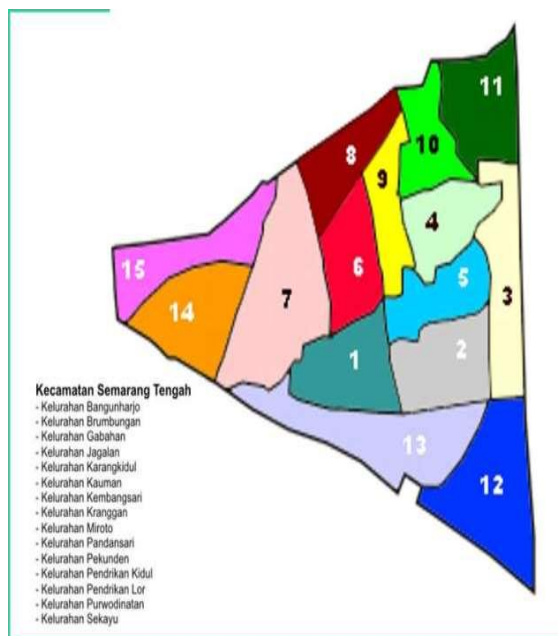 11
8
10
9
4
15
6
5
7
3
14
1
2
Kecamatan Semarang Tengah
- Kelurahan Bangunharjo
- Kelurahan Brumbungan
- Kelurahan Gabahan
- Kelurahan Jagalan
- Kelurahan Karangkidul
- Kelurahan Kauman
- Kelurahan Kembangsari
- Kelurahan Kranggan
- Kelurahan Miroto
- Kelurahan Pandansari
- Kelurahan Pekunden
- Kelurahan Pendrikan Kidul
- Kelurahan Pendrikan Lor
- Kelurahan Purwodinatan
- Kelurahan Sekayu
13
12